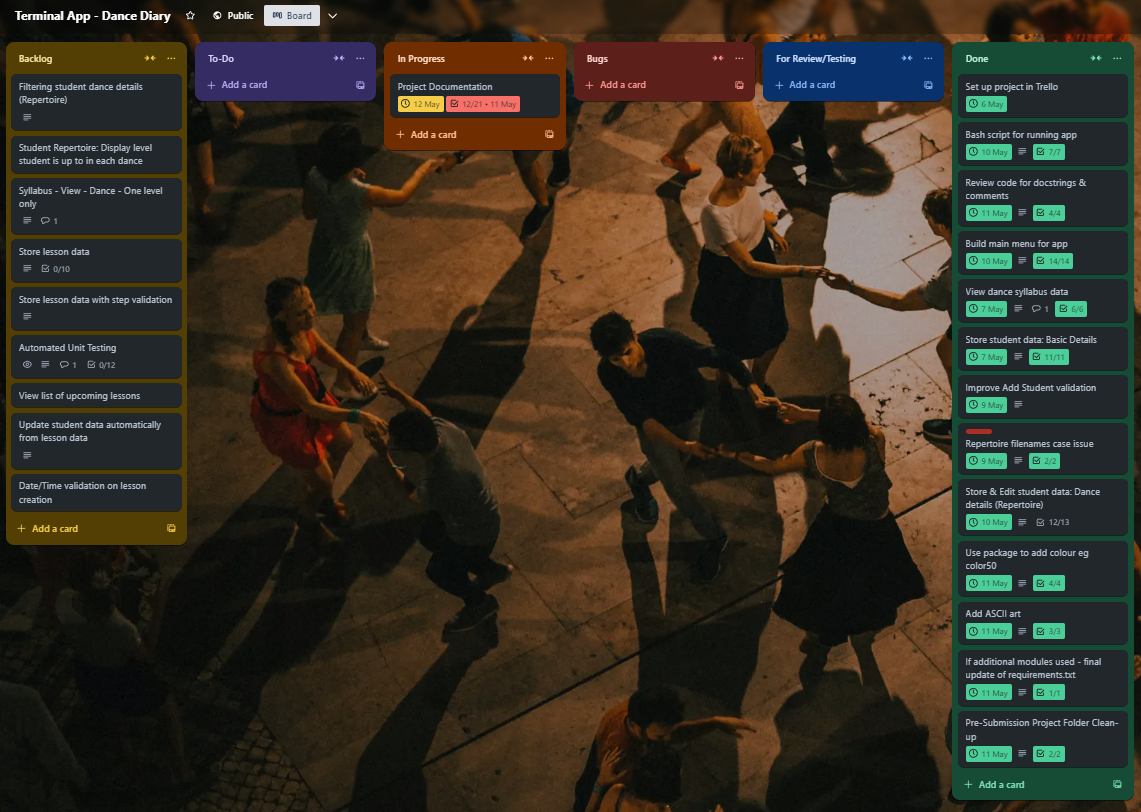 Terminal App - Dance Diary
Public
Board
Backlog
Filtering student dance details
(Repertoire)
Student Repertoire: Display level
student is up to in each dance
Syllabus - View - Dance - One level
only
1
Store lesson data
0/10
Store lesson data with step validation
Automated Unit Testing
1
0/12
View list of upcoming lessons
Update student data automatically
from lesson data
Date/Time validation on lesson
creation
+ Add a card
To-Do
+ Add a card
In Progress
Project Documentation
12 May
12/21 • 11 May
+ Add a card
Bugs
+ Add a card
For Review/Testing
+ Add a card
Done
Set up project in Trello
6 May
Bash script for running app
10 May
7/7
Review code for docstrings &
comments
11 May
4/4
Build main menu for app
10 May
14/14
View dance syllabus data
7 May
1
6/6
Store student data: Basic Details
7 May
11/11
Improve Add Student validation
9 May
Repertoire filenames case issue
9 May
2/2
Store & Edit student data: Dance
details (Repertoire)
10 May
12/13
Use package to add colour eg
color50
11 May
4/4
Add ASCII art
11 May
3/3
If additional modules used - final
update of requirements.txt
11 May
1/1
Pre-Submission Project Folder Clean-
up
11 May
2/2
+ Add a card